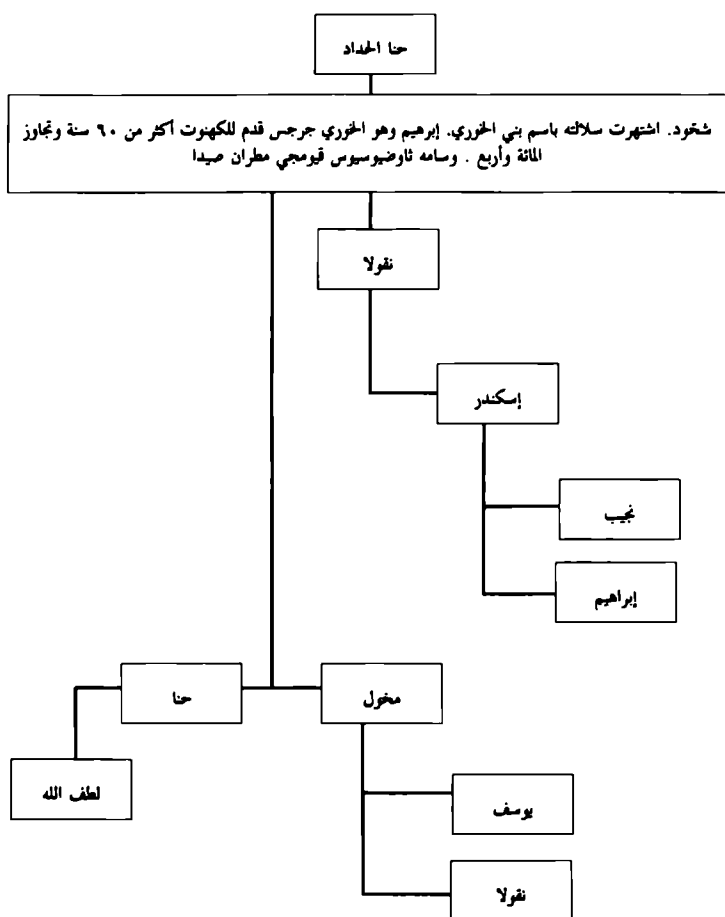 حنا الحداد
شخود. اشتهرت سلالته باسم بني الخوري. إبرهيم وهو الخوري جرجس قدم للكهنوت أكثر من ٦٠ سنة وتجاوز
المائة وأربع . وسامه ثاوضيوسيوس قيومجي مطران صيدا
نقولا
إسكندر
نجيب
إبراهيم
حنا
مخول
لطف الله
يوسف
نقولا